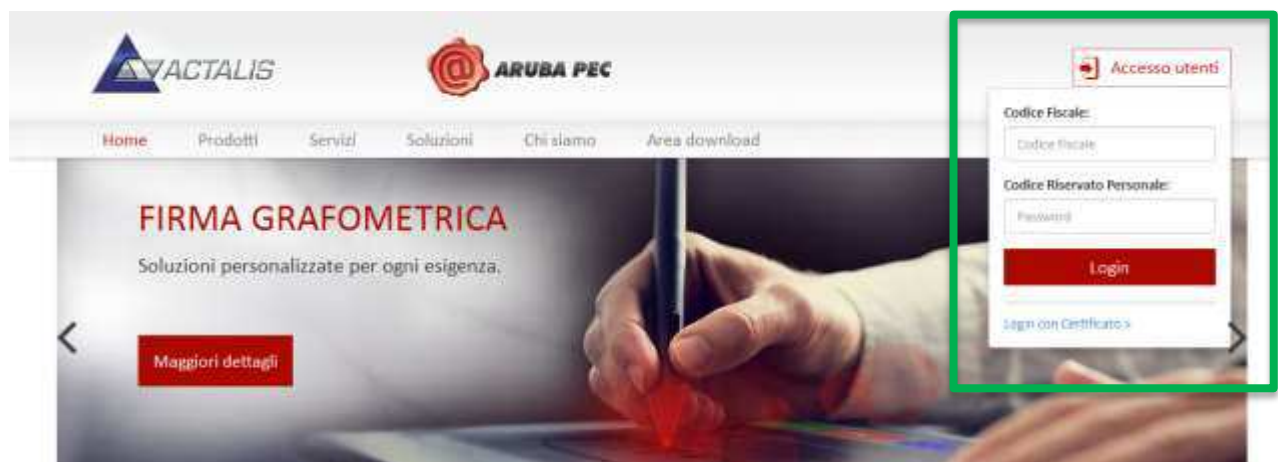 ACTALIS
@ ARUBA PEC
Accesso utenti
Home Prodotti Servizi Soluzioni Chi siamo Area download
Codice Fiscale:
Codice Fiscale
Codice Riservato Personale:
Password
Login
Login con Certificato >
FIRMA GRAFOMETRICA
Soluzioni personalizzate per ogni esigenza.
Maggiori dettagli